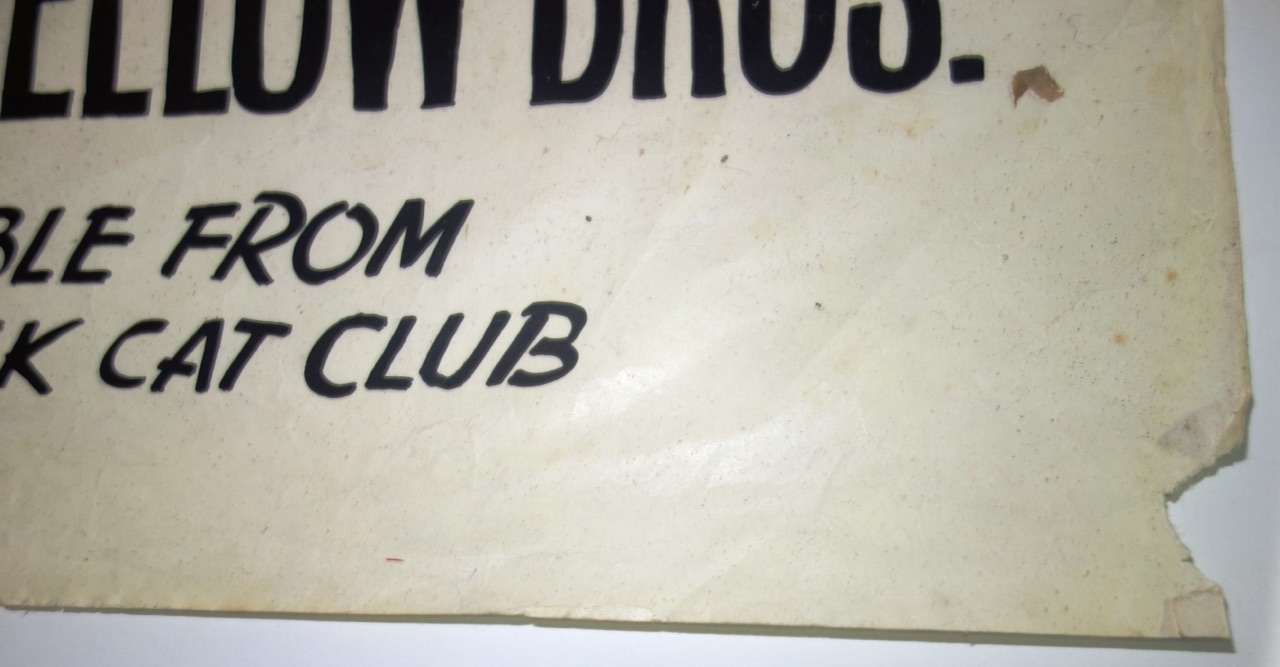 ELLOW BROS.
BLE FROM
K CAT CLUB